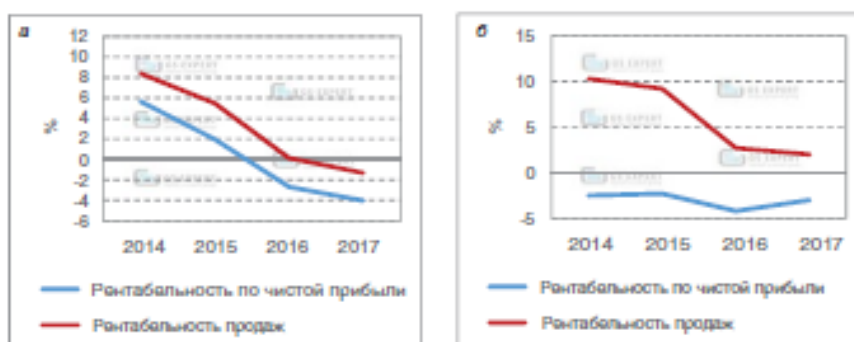 а
12
10
8
6
4
2
0
-2
-4
-6
%
2014 2015 2016 2017
Рентабельность по чистой прибыли
Рентабельность продаж
б
15
10
5
0
-5
%
2014 2015 2016 2017
Рентабельность по чистой прибыли
Рентабельность продаж